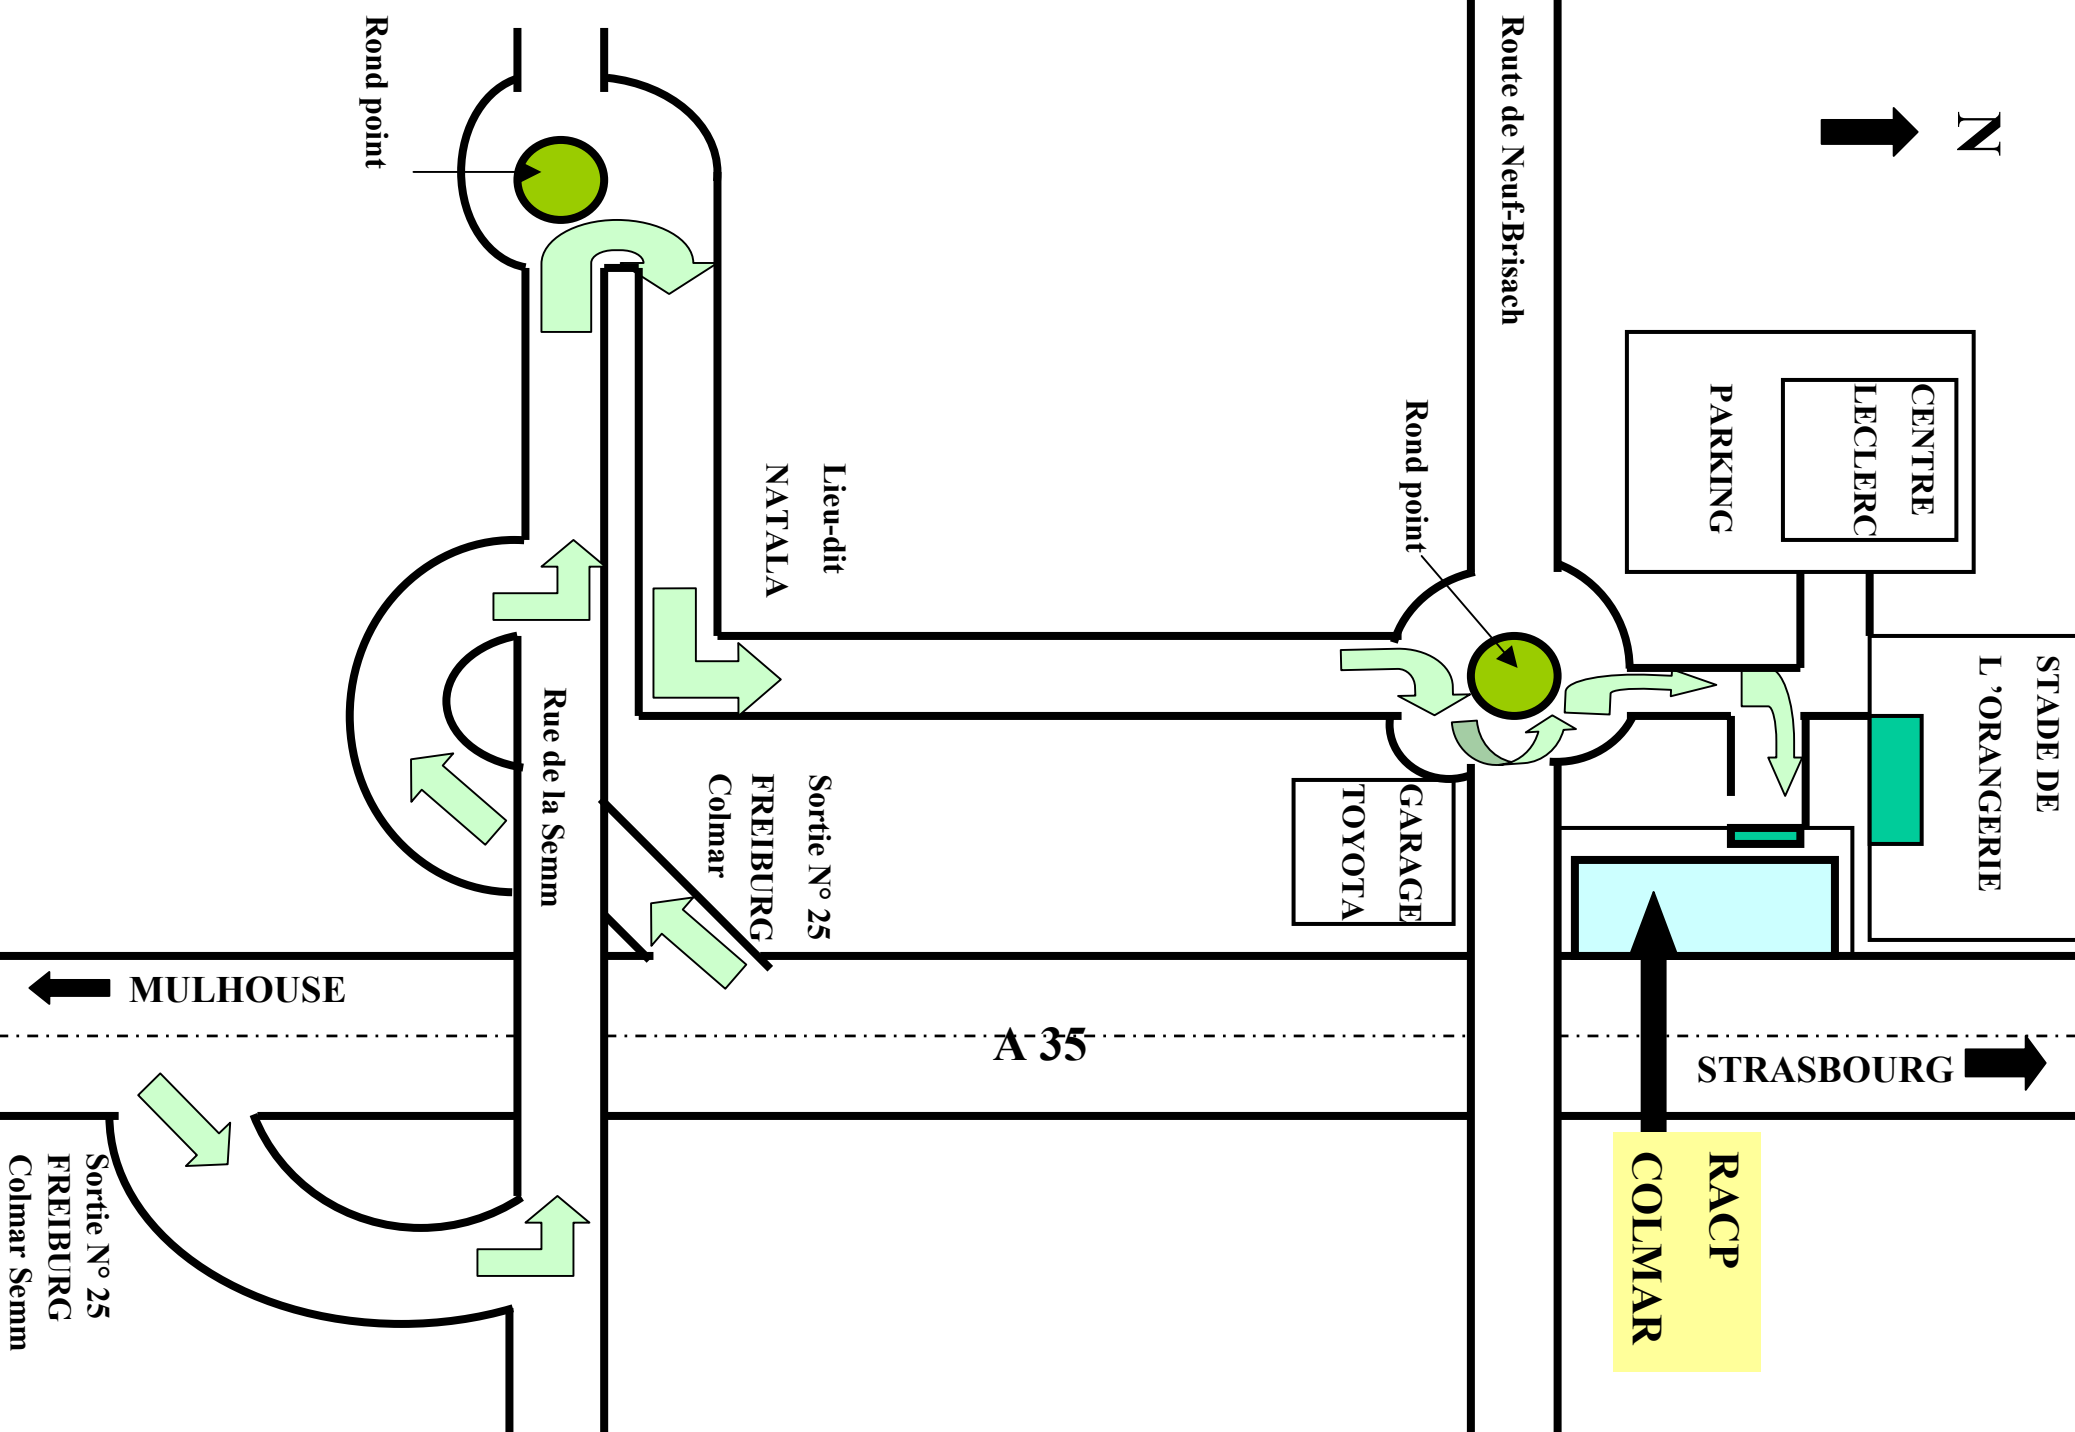 N
Rond point
Route de Neuf-Brisach
CENTRE
LECLERC
PARKING
Rond point
Lieu-dit
NATALA
STADE DE
L ’ORANGERIE
Rue de la Semm
Sortie N° 25
FREIBURG
Colmar
GARAGE
TOYOTA
MULHOUSE
A 35
STRASBOURG
RACP
COLMAR
Sortie N° 25
FREIBURG
Colmar Semm